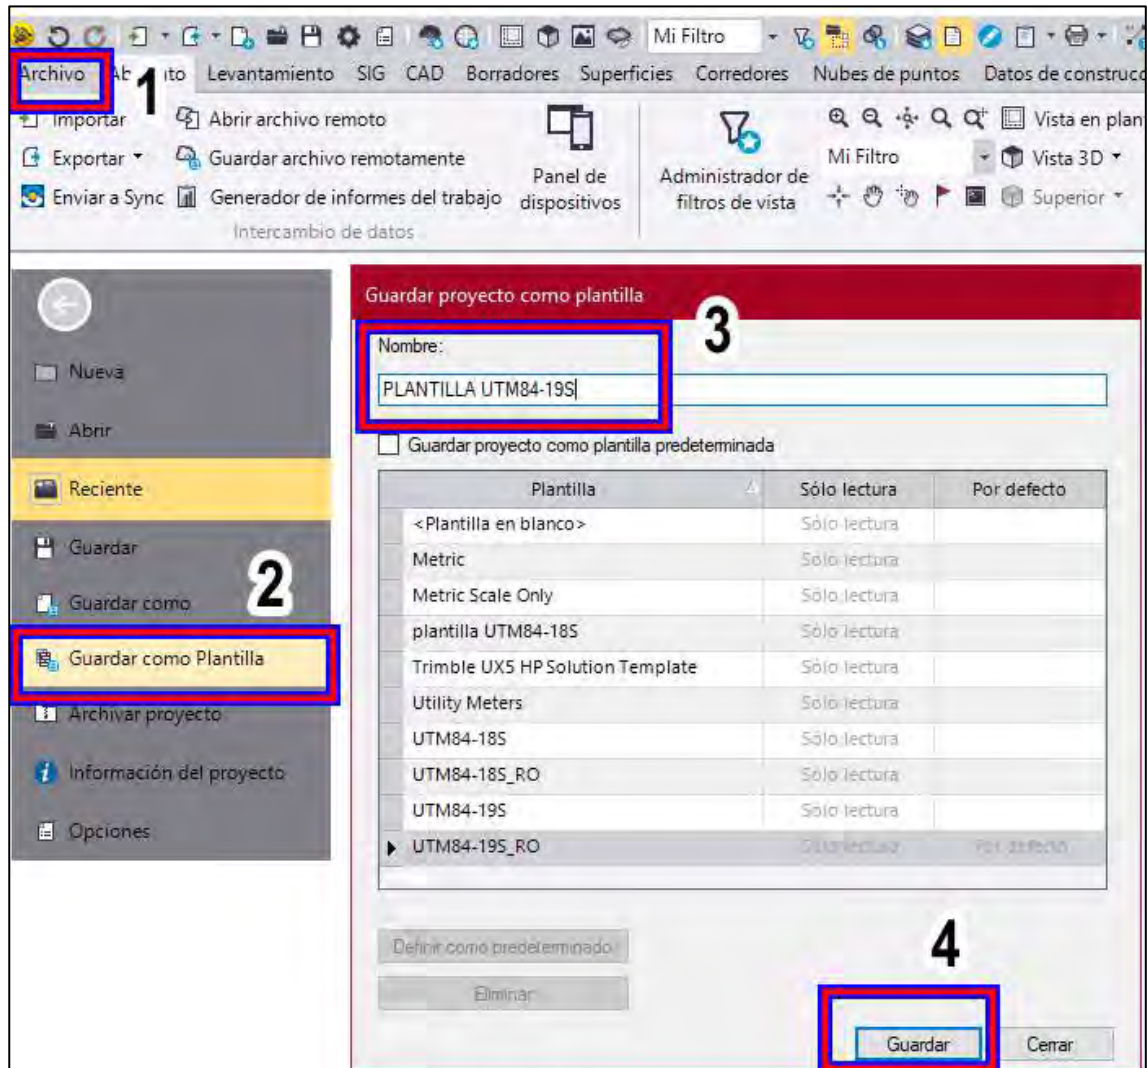 Mi Filtro
Archivo 1 Levantamiento SIG CAD Borradores Superficies Corredores Nubes de puntos Datos de construcc
Importar Abrir archivo remoto Vista en plan
Exportar Guardar archivo remotamente Panel de dispositivos Administrador de filtros de vista Mi Filtro Vista 3D
Enviar a Sync Generador de informes del trabajo Superior
Intercambio de datos
Guardar proyecto como plantilla
3
Nombre:
PLANTILLA UTM84-19S
Guardar proyecto como plantilla predeterminada
Nueva
Abrir
Reciente
Guardar
2
Guardar como
Guardar como Plantilla
Archivar proyecto
Información del proyecto
Opciones
Plantilla Sólo lectura Por defecto
<Plantilla en blanco> Sólo lectura
Metric Sólo lectura
Metric Scale Only Sólo lectura
plantilla UTM84-18S Sólo lectura
Trimble UX5 HP Solution Template Sólo lectura
Utility Meters Sólo lectura
UTM84-18S Sólo lectura
UTM84-18S_RO Sólo lectura
UTM84-19S Sólo lectura
UTM84-19S_RO Sólo lectura Por defecto
Definir como predeterminado
Eliminar
4
Guardar Cerrar